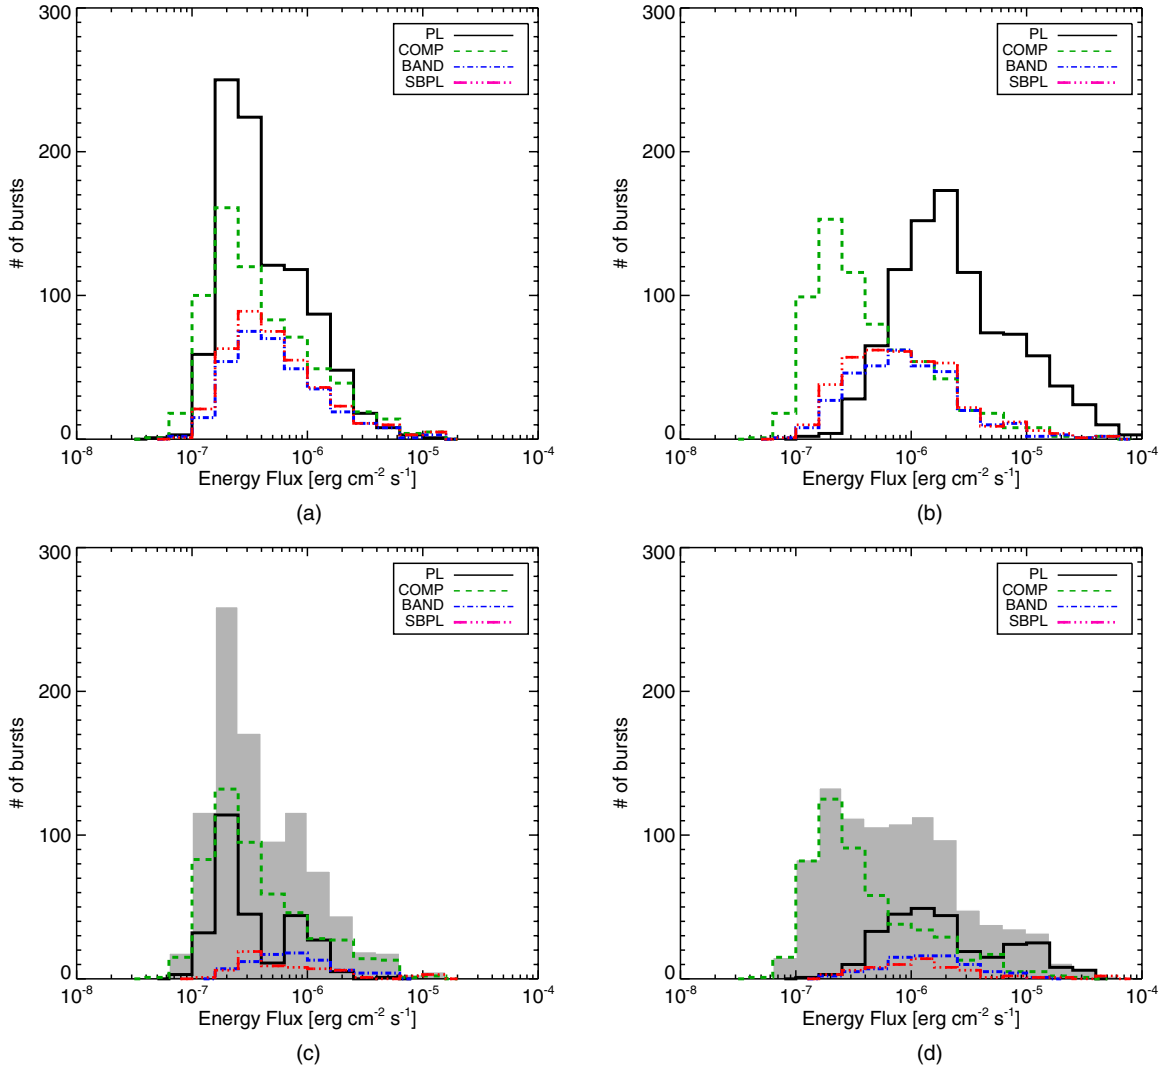 300
200
100
0
# of bursts
PL
COMP
BAND
SBPL
10-8 10-7 10-6 10-5 10-4
Energy Flux [erg cm-2 s-1]
(a)
300
200
100
0
# of bursts
PL
COMP
BAND
SBPL
10-8 10-7 10-6 10-5 10-4
Energy Flux [erg cm-2 s-1]
(b)
300
200
100
0
# of bursts
PL
COMP
BAND
SBPL
10-8 10-7 10-6 10-5 10-4
Energy Flux [erg cm-2 s-1]
(c)
300
200
100
0
# of bursts
PL
COMP
BAND
SBPL
10-8 10-7 10-6 10-5 10-4
Energy Flux [erg cm-2 s-1]
(d)